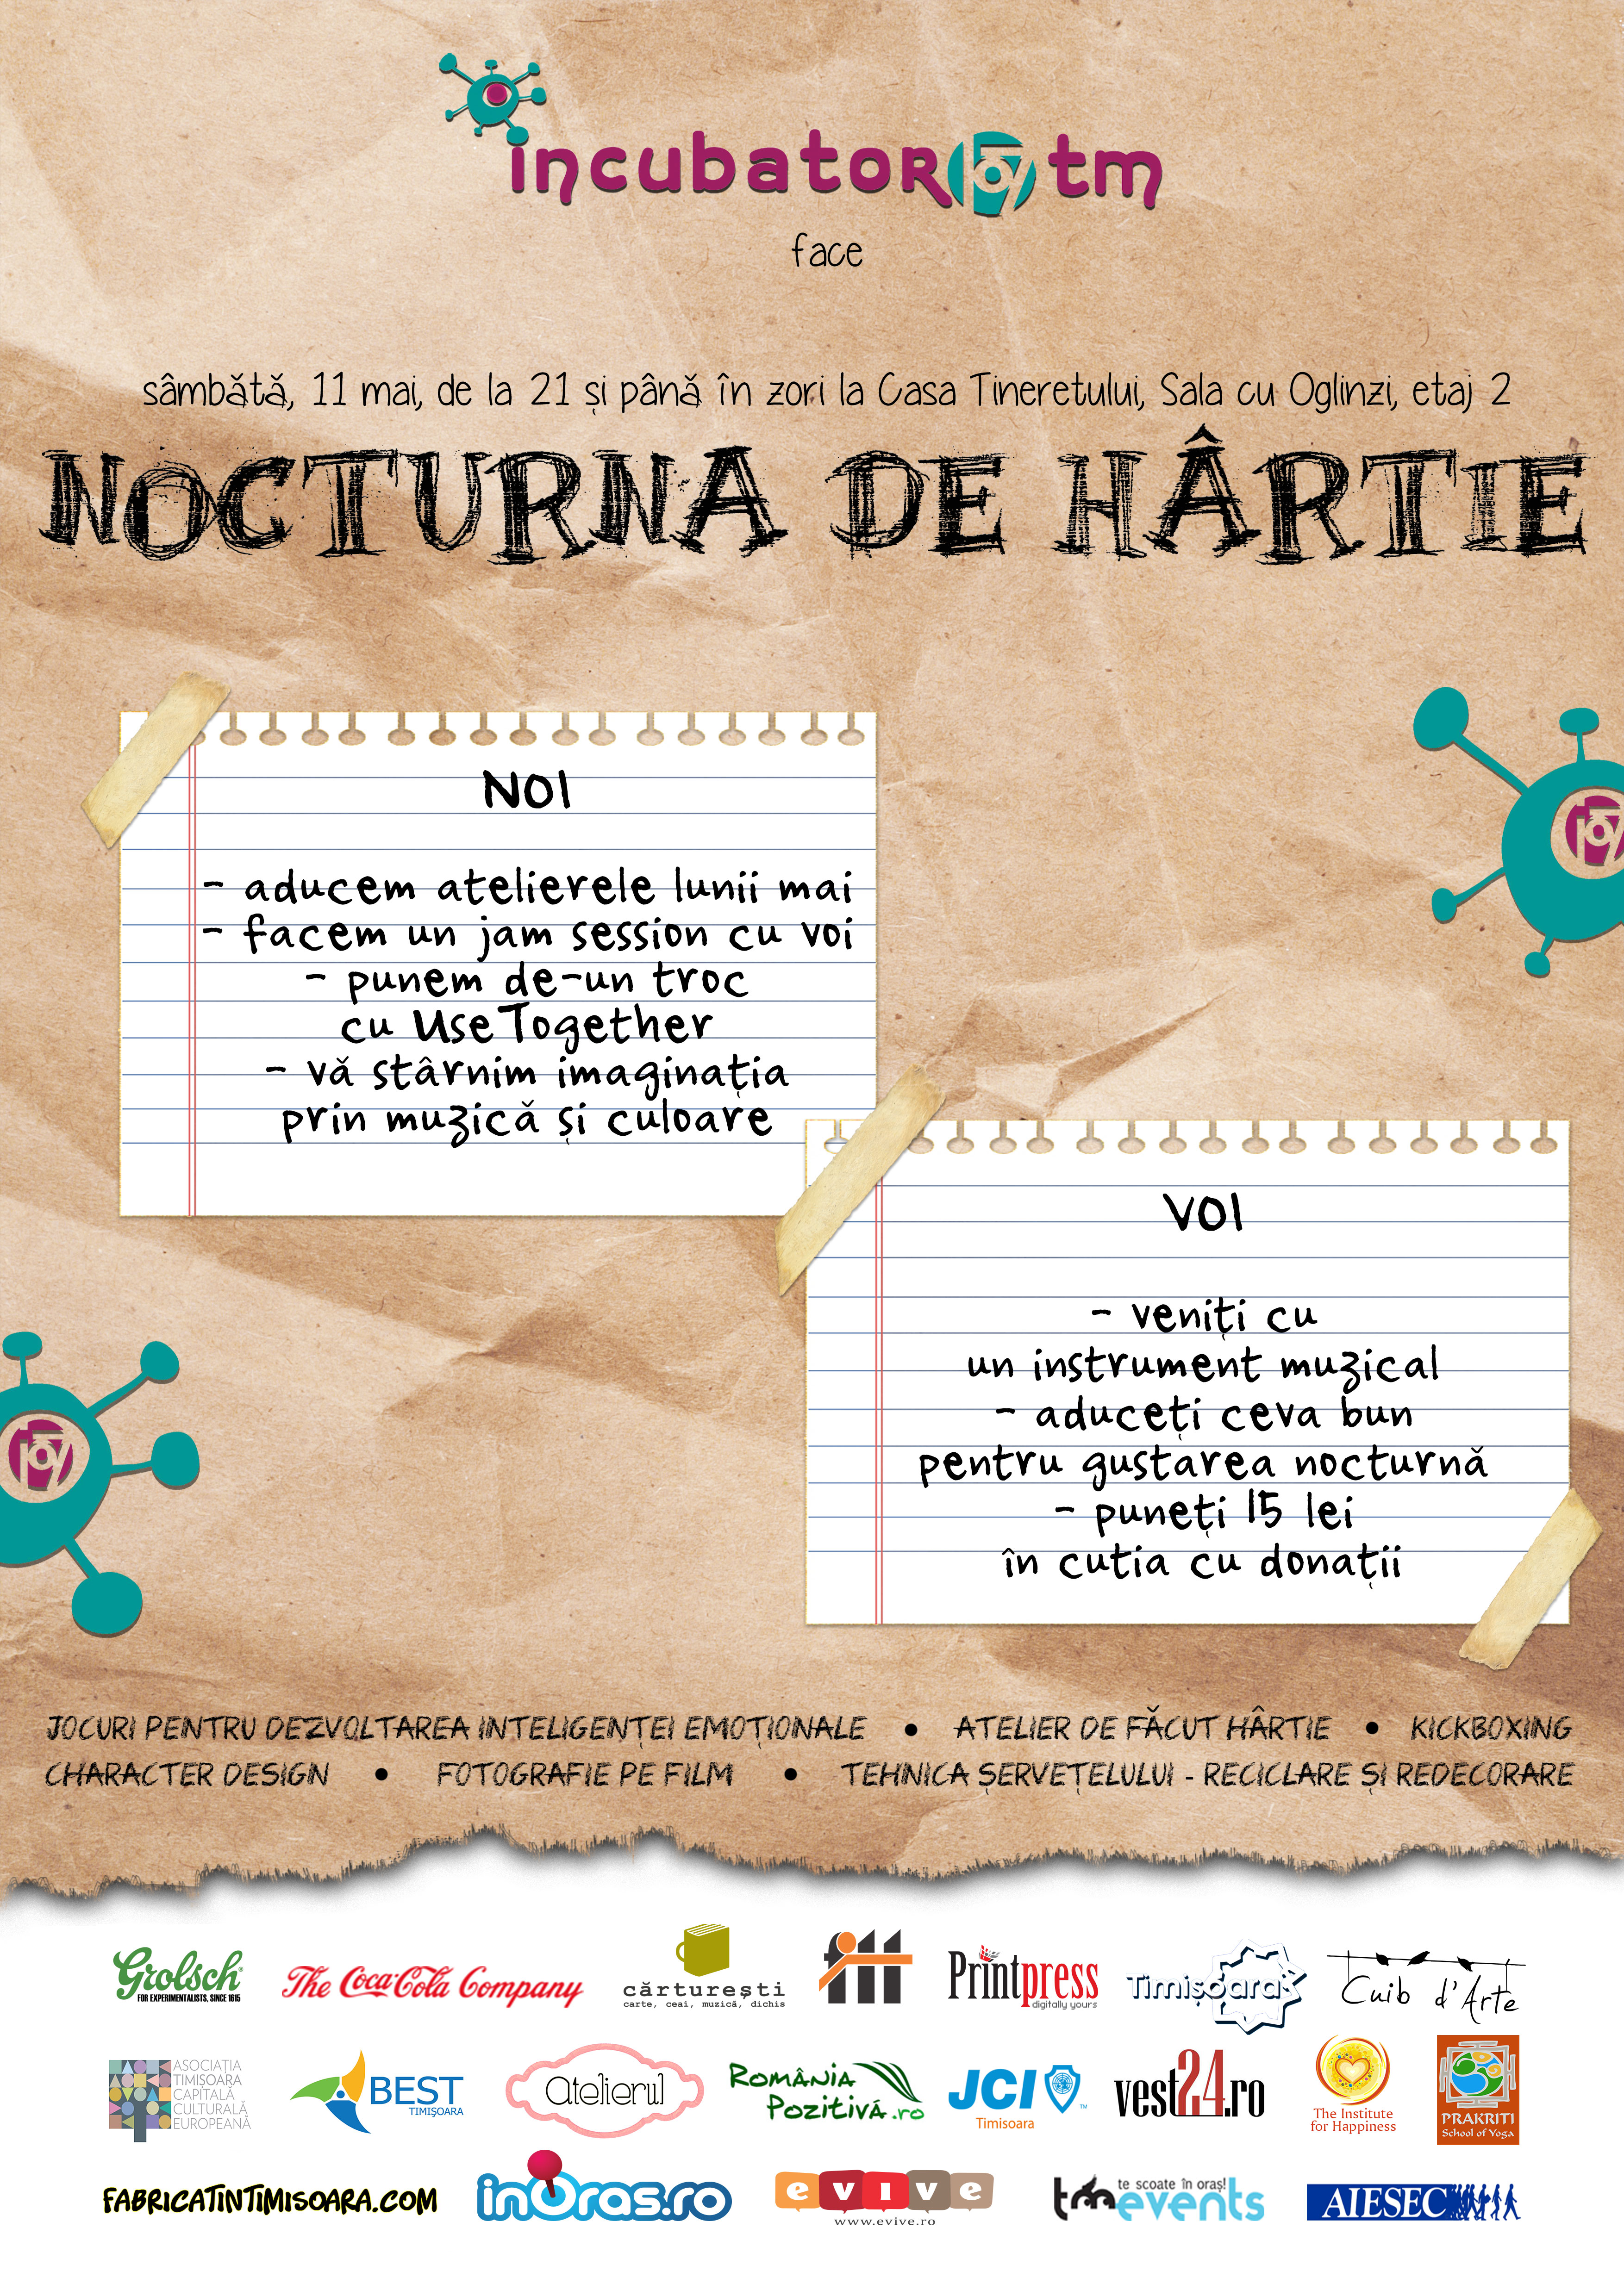 incubator107tm
face
sâmbătă, 11 mai, de la 21 și până în zori la Casa Tineretului, Sala cu Oglinzi, etaj 2
NOCTURNA DE HÂRTIE
NOI
- aducem atelierele lunii mai
- facem un jam session cu voi
- punem de-un troc
cu UseTogether
- vă stârnim imaginația
prin muzică și culoare
VOI
- veniți cu
un instrument muzical
- aduceți ceva bun
pentru gustarea nocturnă
- puneți 15 lei
în cutia cu donații
107
107
JOCURI PENTRU DEZVOLTAREA INTELIGENȚEI EMOȚIONALE • ATELIER DE FĂCUT HÂRTIE • KICKBOXING
CHARACTER DESIGN • FOTOGRAFIE PE FILM • TEHNICA ȘERVEȚELULUI - RECICLARE ȘI REDECORARE
Grolsch
FOR EXPERIMENTALISTS, SINCE 1615
The Coca-Cola Company
cărturești
carte, ceai, muzică, dichis
Printpress
digitally yours
Timișoara
Cuib d'Arte
ASOCIAȚIA
TIMISOARA
CAPITALĂ
CULTURALĂ
EUROPEANĂ
BEST
TIMIȘOARA
atelierul
ROMÂNIA
POZITIVĂ.ro
JCI
Timisoara
vest24.ro
The Institute
for Happiness
PRAKRITI
School of Yoga
FABRICATINTIMISOARA.COM
inOras.ro
evive
www.evive.ro
te scoate în oraș!
tmevents
AIESEC